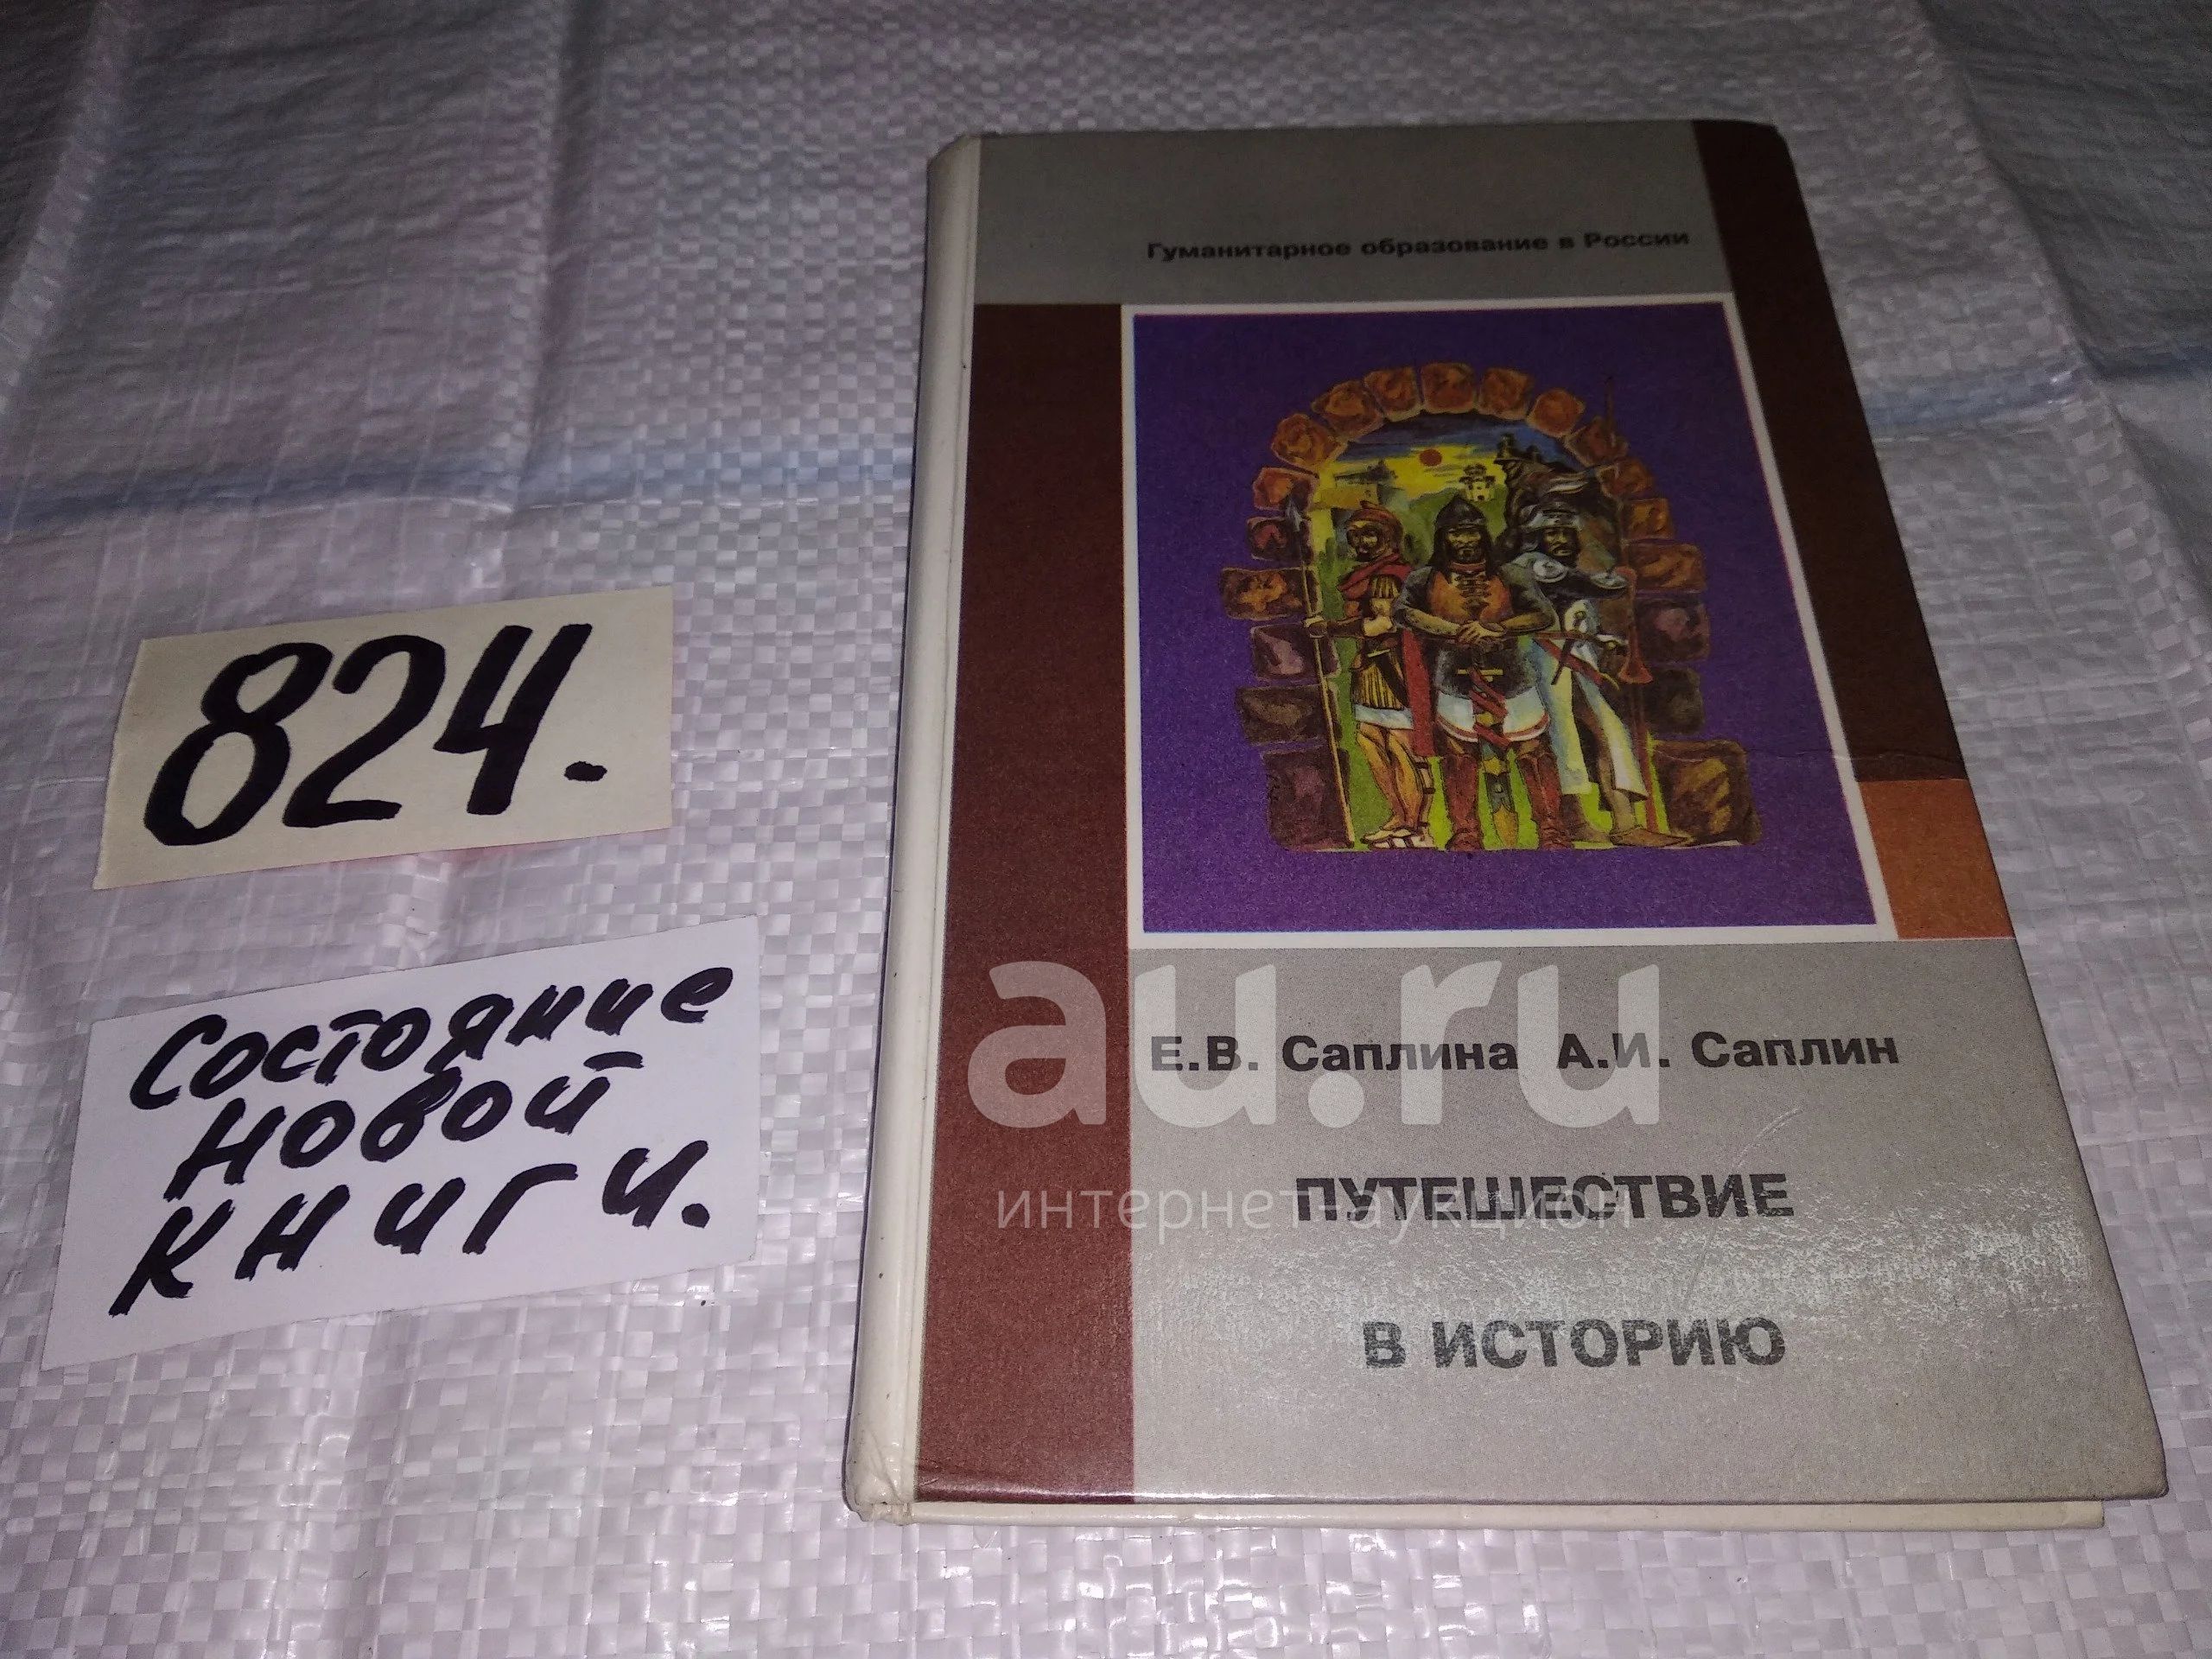 824.
Состояние
новой
книги.
Гуманитарное образование в России
Е.В. Саплина А.И. Саплин
ПУТЕШЕСТВИЕ
В ИСТОРИЮ
au.ru
интернет-аукцион